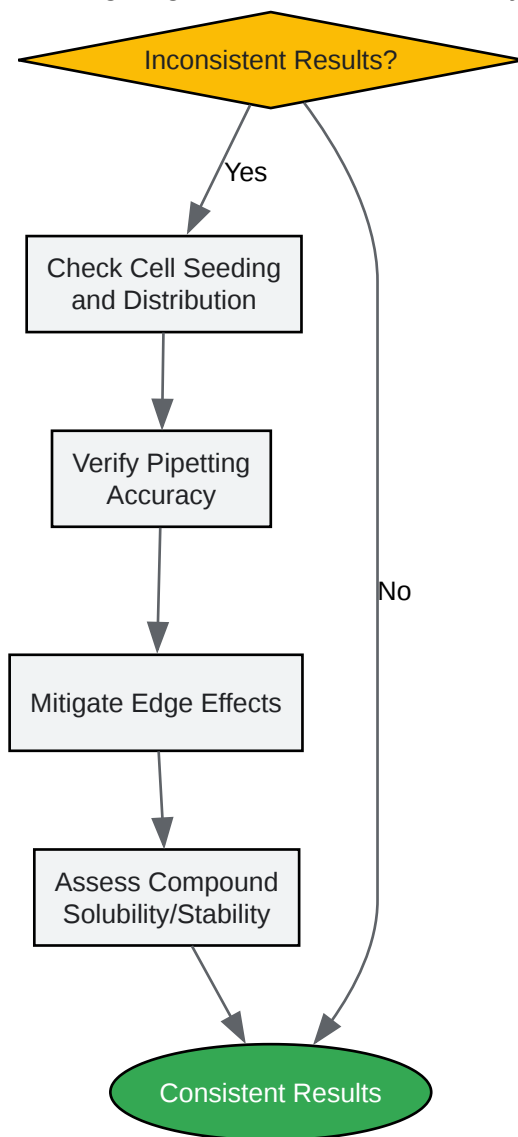 Inconsistent Results?
Yes
Check Cell Seeding
and Distribution
Verify Pipetting
Accuracy
No
Mitigate Edge Effects
Assess Compound
Solubility/Stability
Consistent Results